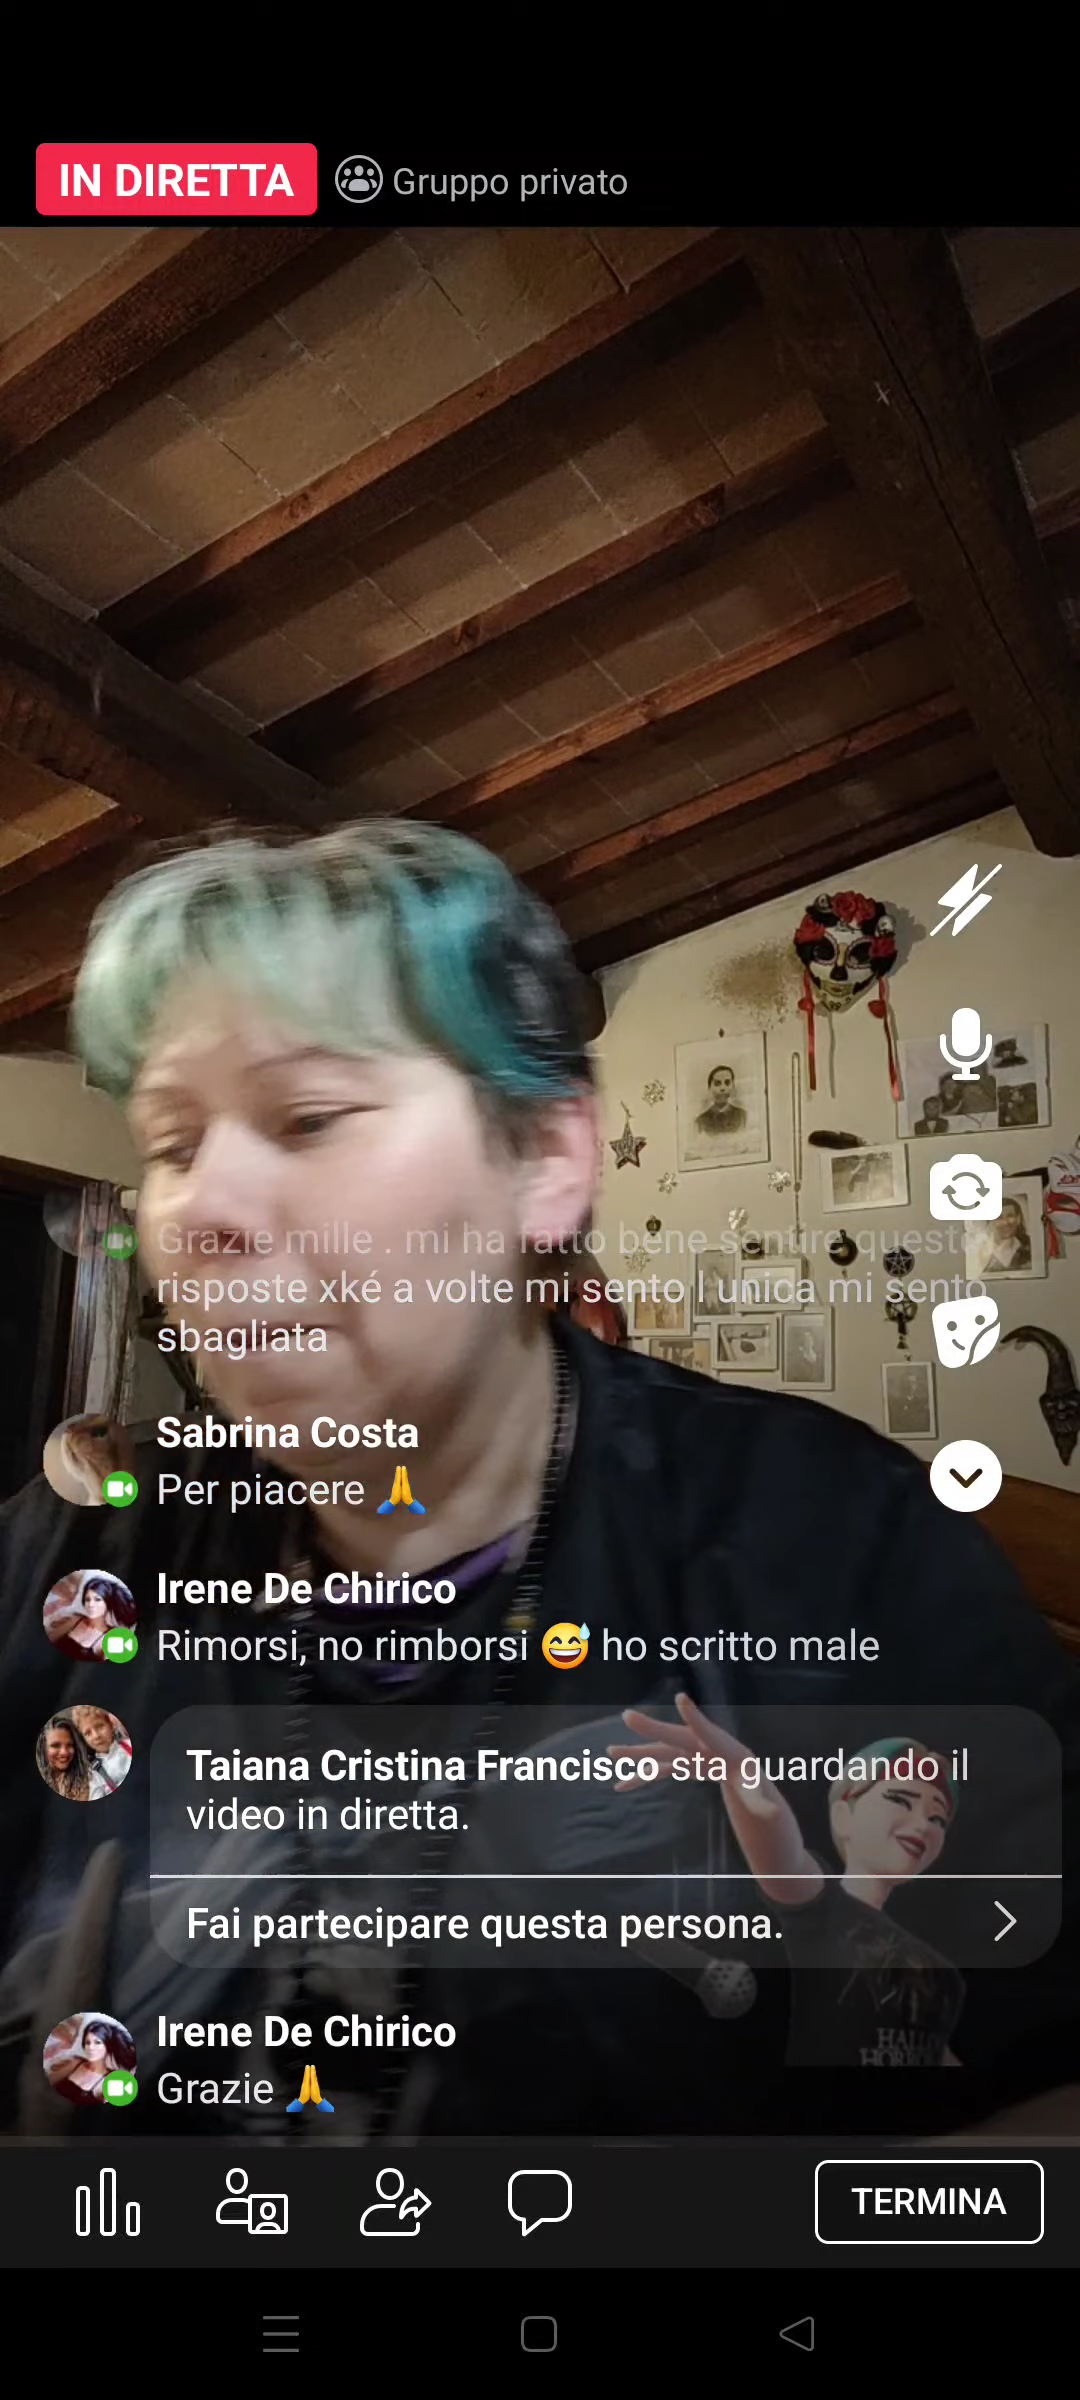 IN DIRETTA
Gruppo privato
Grazie mille . mi ha fatto bene sentire queste
risposte xké a volte mi sento l unica mi sento
sbagliata
Sabrina Costa
Per piacere 🙏
Irene De Chirico
Rimorsi, no rimborsi 😅 ho scritto male
Taiana Cristina Francisco sta guardando il
video in diretta.
Fai partecipare questa persona.
Irene De Chirico
Grazie 🙏
TERMINA